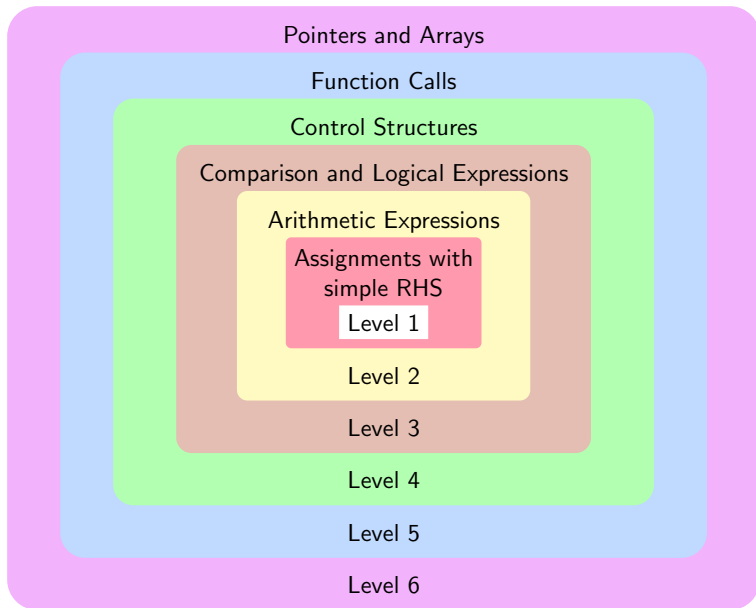 Pointers and Arrays
Function Calls
Control Structures
Comparison and Logical Expressions
Arithmetic Expressions
Assignments with
simple RHS
Level 1
Level 2
Level 3
Level 4
Level 5
Level 6